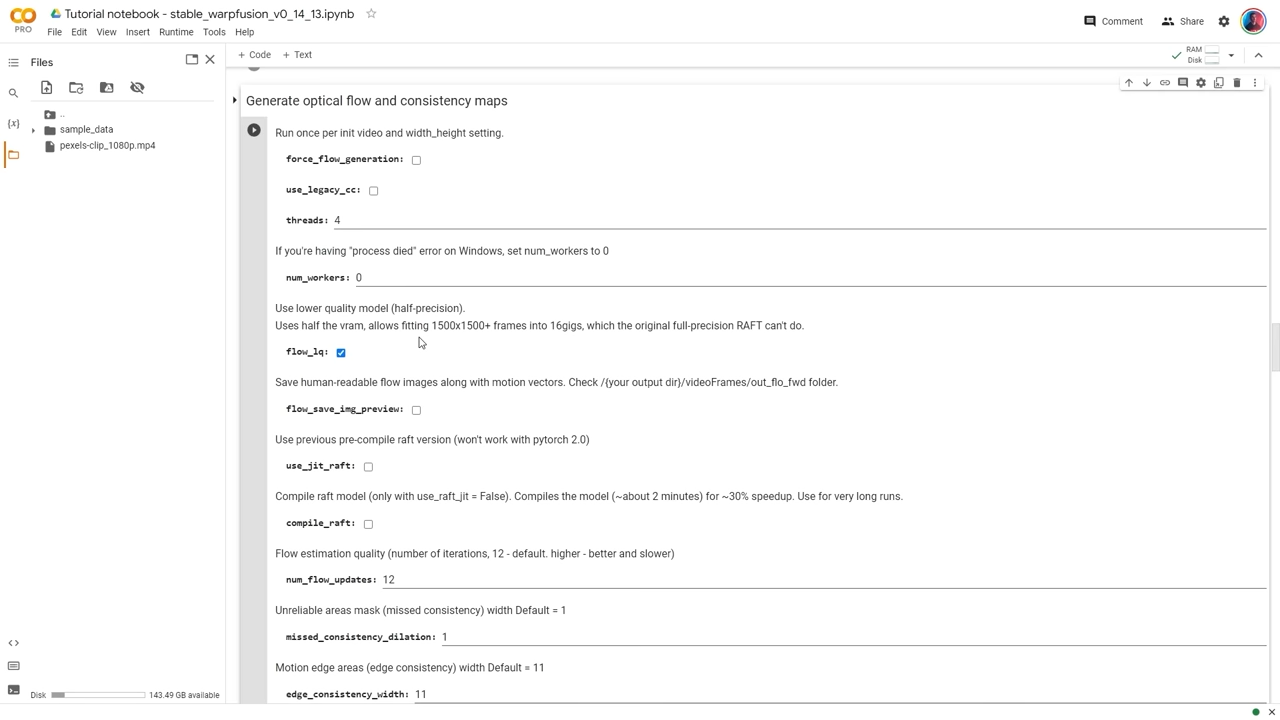 Tutorial notebook - stable_warpfusion_v0_14_13.ipynb
PRO
File Edit View Insert Runtime Tools Help
Comment
Share
Files
+ Code + Text
RAM
Disk
..
sample_data
pexels-clip_1080p.mp4
Generate optical flow and consistency maps
Run once per init video and width_height setting.
force_flow_generation:
use_legacy_cc:
threads: 4
If you're having "process died" error on Windows, set num_workers to 0
num_workers: 0
Use lower quality model (half-precision).
Uses half the vram, allows fitting 1500x1500+ frames into 16gigs, which the original full-precision RAFT can't do.
flow_lq:
Save human-readable flow images along with motion vectors. Check /{your output dir}/videoFrames/out_flo_fwd folder.
flow_save_img_preview:
Use previous pre-compile raft version (won't work with pytorch 2.0)
use_jit_raft:
Compile raft model (only with use_raft_jit = False). Compiles the model (~about 2 minutes) for ~30% speedup. Use for very long runs.
compile_raft:
Flow estimation quality (number of iterations, 12 - default. higher - better and slower)
num_flow_updates: 12
Unreliable areas mask (missed consistency) width Default = 1
missed_consistency_dilation: 1
Motion edge areas (edge consistency) width Default = 11
edge_consistency_width: 11
Disk 143.49 GB available